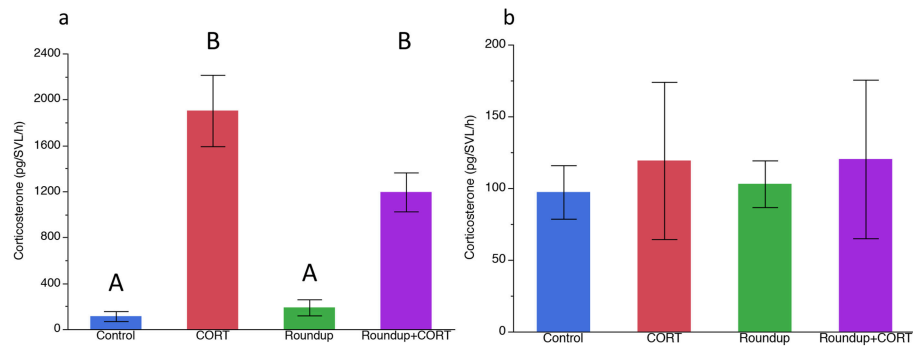 a
B
B
A
A
2400
2000
1600
1200
800
400
0
Corticosterone (pg/SVL/h)
Control
CORT
Roundup
Roundup+CORT
b
200
150
100
50
0
Corticosterone (pg/SVL/h)
Control
CORT
Roundup
Roundup+CORT